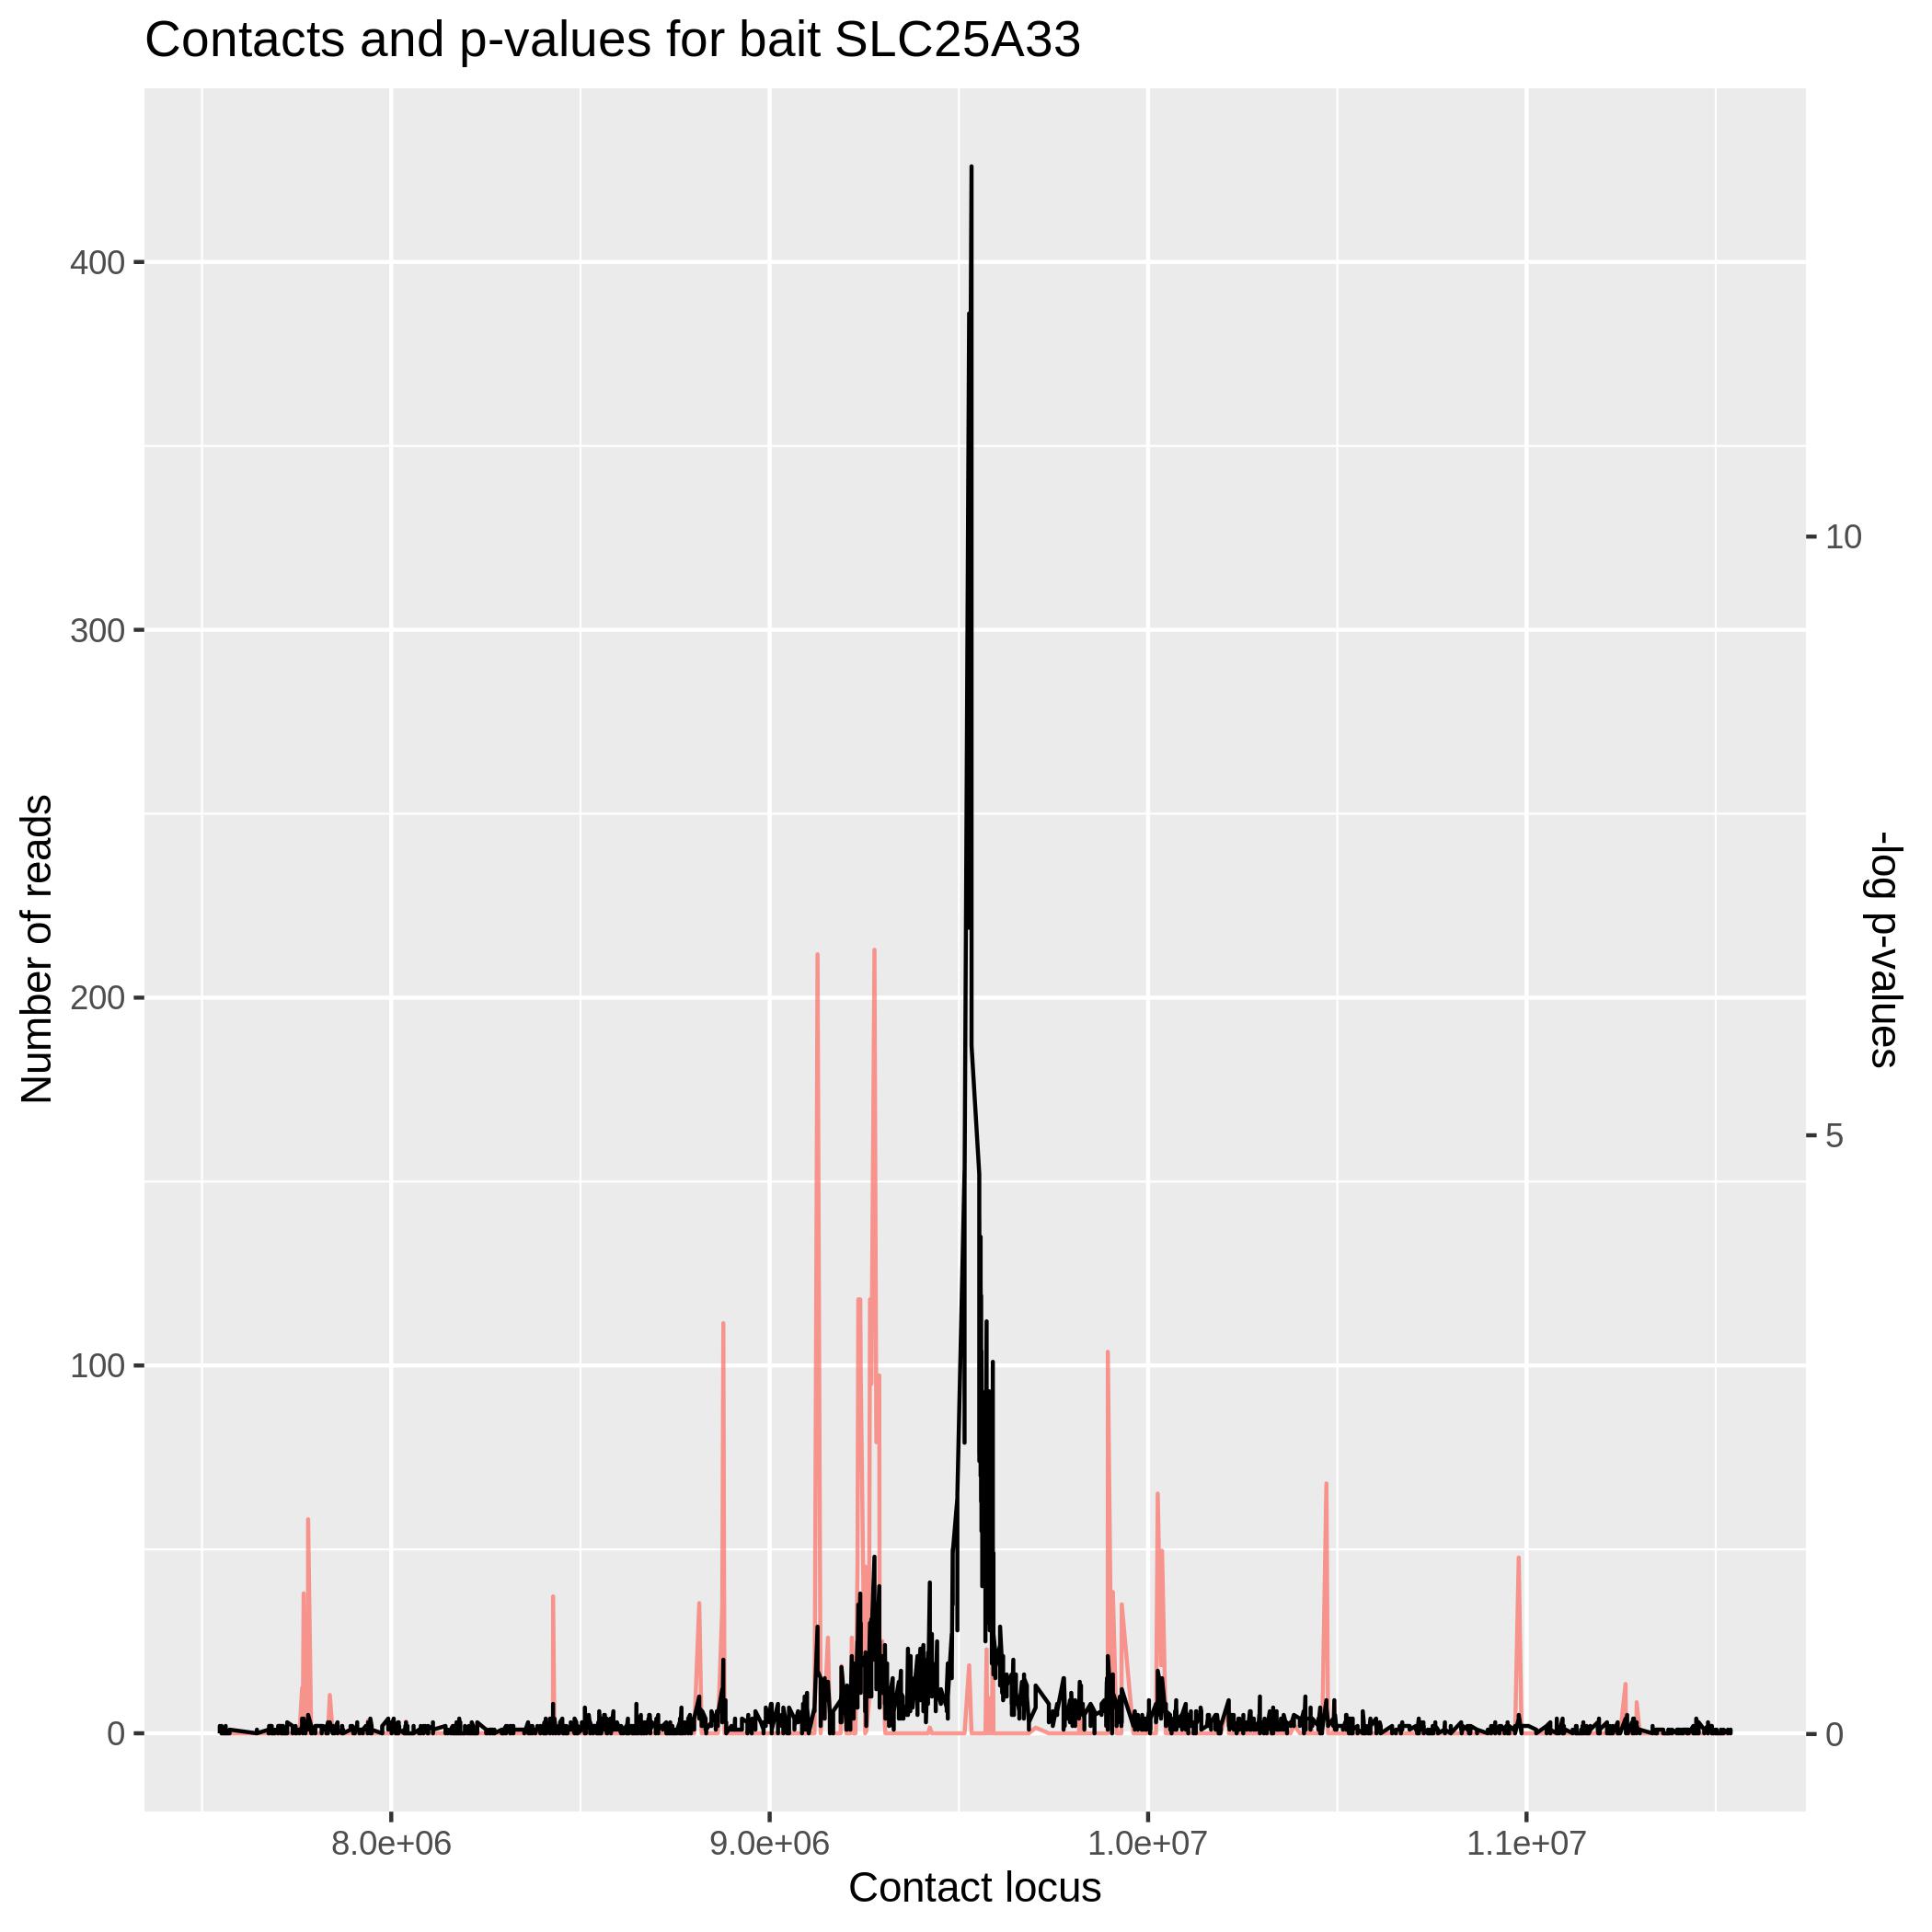 Contacts and p-values for bait SLC25A33
400
300
200
100
0
Number of reads
10
5
0
-log p-values
8.0e+06
9.0e+06
1.0e+07
1.1e+07
Contact locus